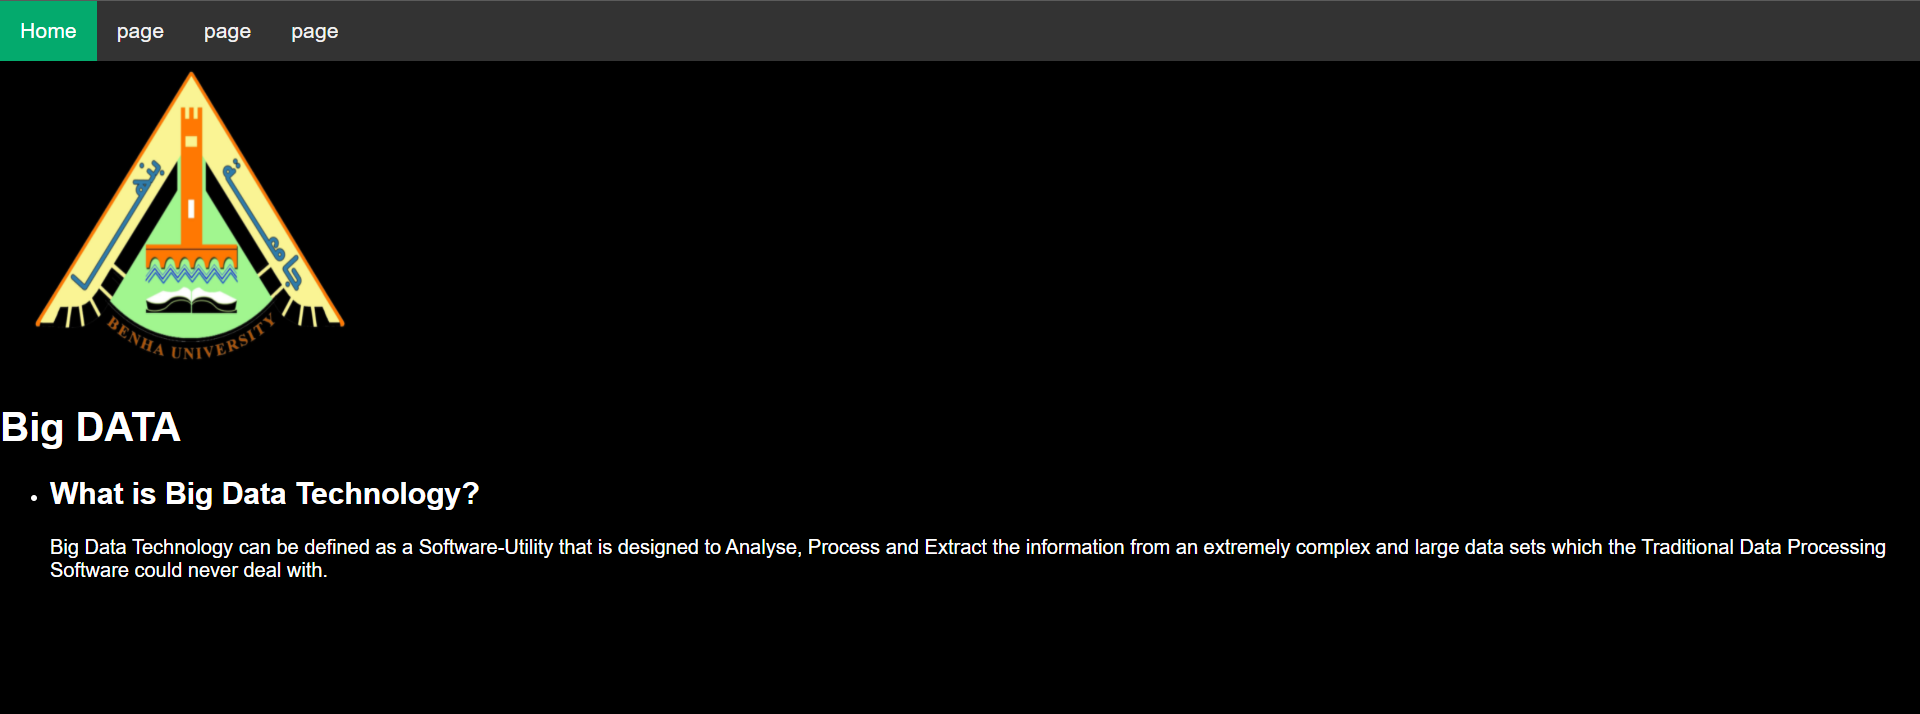 Home page page page
جامعة
بنها
BENHA UNIVERSITY
Big DATA
What is Big Data Technology?
Big Data Technology can be defined as a Software-Utility that is designed to Analyse, Process and Extract the information from an extremely complex and large data sets which the Traditional Data Processing
Software could never deal with.